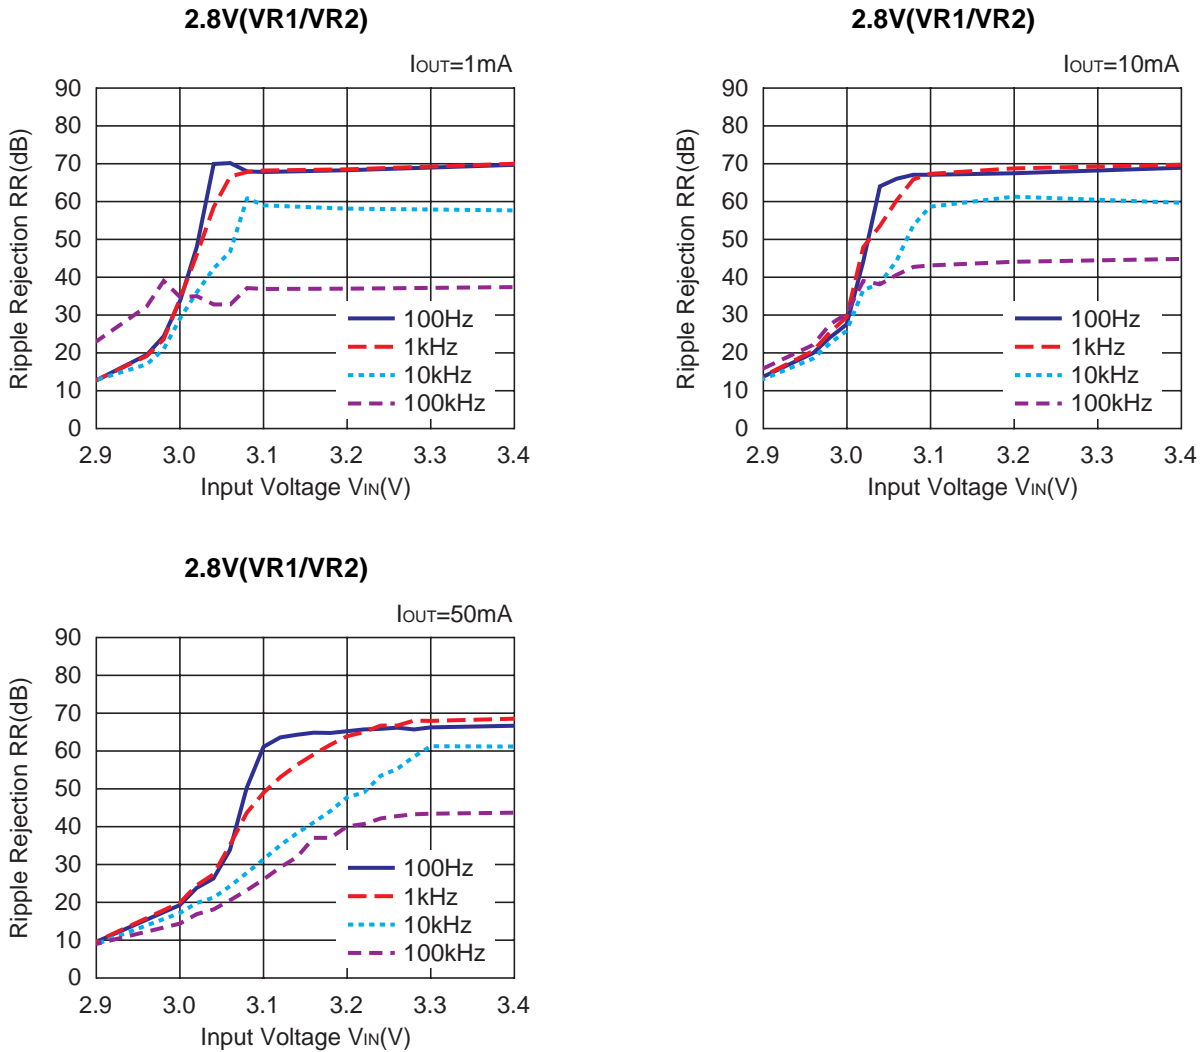 2.8V(VR1/VR2)
IOUT=1mA
Ripple Rejection RR(dB)
90
80
70
60
50
40
30
20
10
0
100Hz
1kHz
10kHz
100kHz
2.9 3.0 3.1 3.2 3.3 3.4
Input Voltage VIN(V)
2.8V(VR1/VR2)
IOUT=10mA
Ripple Rejection RR(dB)
90
80
70
60
50
40
30
20
10
0
100Hz
1kHz
10kHz
100kHz
2.9 3.0 3.1 3.2 3.3 3.4
Input Voltage VIN(V)
2.8V(VR1/VR2)
IOUT=50mA
Ripple Rejection RR(dB)
90
80
70
60
50
40
30
20
10
0
100Hz
1kHz
10kHz
100kHz
2.9 3.0 3.1 3.2 3.3 3.4
Input Voltage VIN(V)